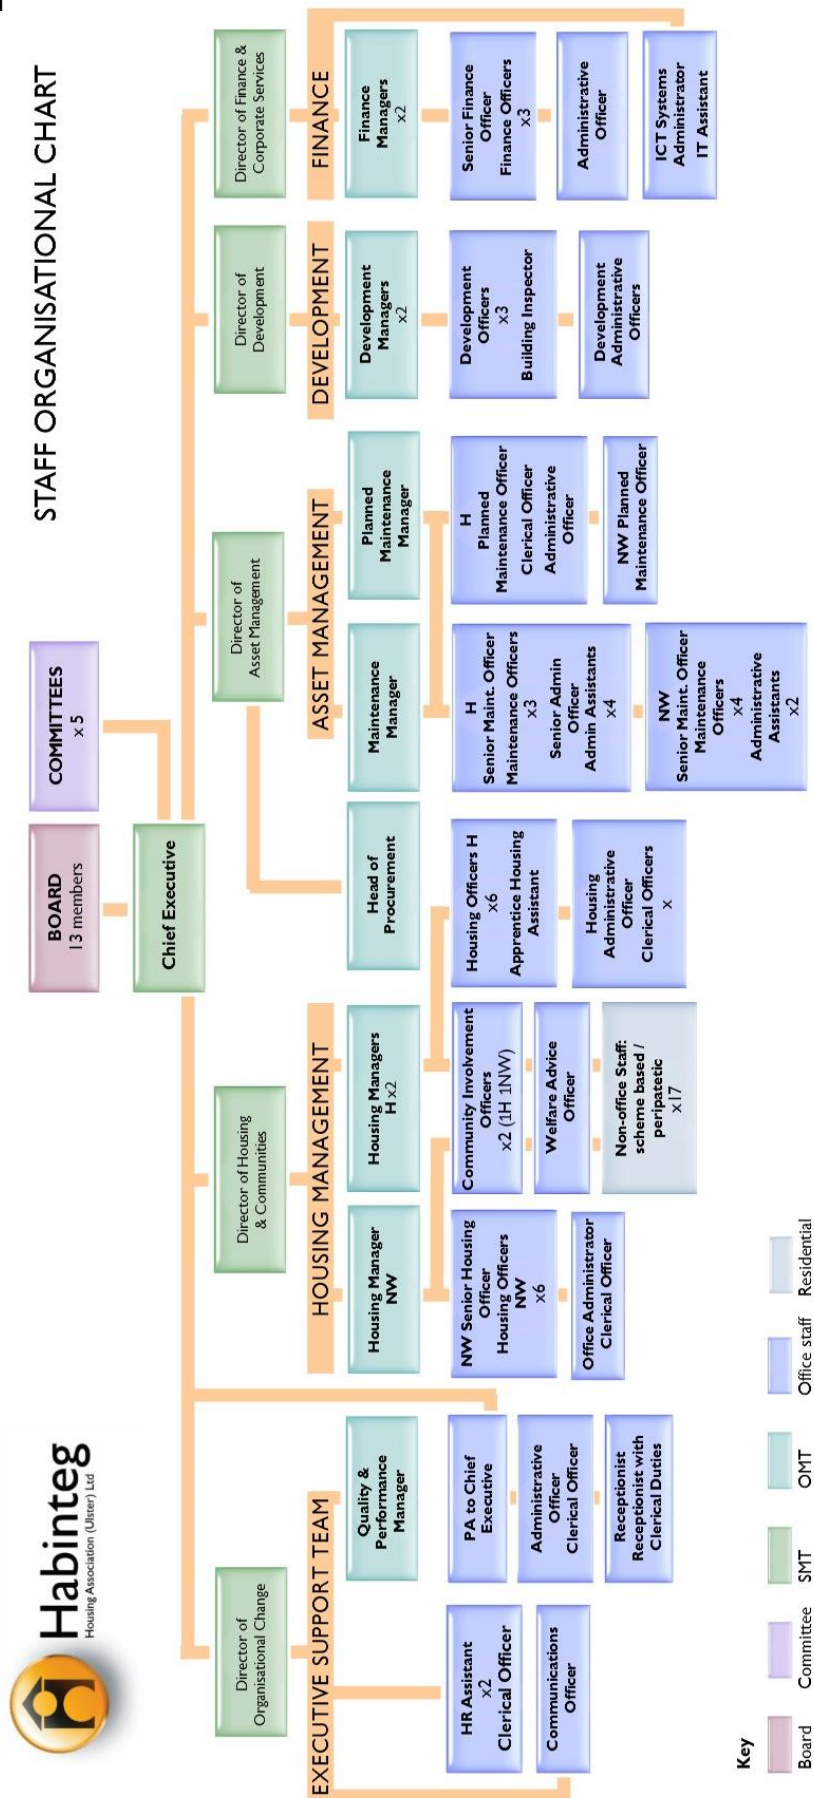 Habinteg
Housing Association (Ulster) Ltd
STAFF ORGANISATIONAL CHART
BOARD
13 members
COMMITTEES
x5
Chief Executive
Director of
Organisational Change
Director of Housing
& Communities
Director of
Asset Management
Director of
Development
Director of Finance &
Corporate Services
EXECUTIVE SUPPORT TEAM
HOUSING MANAGEMENT
ASSET MANAGEMENT
DEVELOPMENT
FINANCE
Quality &
Performance
Manager
Housing Manager
NW
Housing Managers
H x2
Head of
Procurement
Maintenance
Manager
Planned
Maintenance
Manager
Development
Managers
x2
Finance
Managers
x2
HR Assistant
x2
Clerical Officer
Communications
Officer
PA to Chief
Executive
Administrative
Officer
Clerical Officer
Receptionist
Receptionist with
Clerical Duties
NW Senior Housing
Officer
Housing Officers
NW
x6
Office Administrator
Clerical Officer
Community Involvement
Officers
x2 (1H 1NW)
Welfare Advice
Officer
Non-office Staff:
scheme based /
peripatetic
x17
Housing Officers H
x6
Apprentice Housing
Assistant
Housing
Administrative
Officer
Clerical Officers
x
H
Senior Maint. Officer
Maintenance Officers
x3
Senior Admin
Officer
Admin Assistants
x4
NW
Senior Maint. Officer
Maintenance
Officers
x4
Administrative
Assistants
x2
H
Planned
Maintenance Officer
Clerical Officer
Administrative
Officer
NW Planned
Maintenance Officer
Development
Officers
x3
Building Inspector
Development
Administrative
Officers
Senior Finance
Officer
Finance Officers
x3
Administrative
Officer
ICT Systems
Administrator
IT Assistant
Key
Board
Committee
SMT
OMT
Office staff
Residential